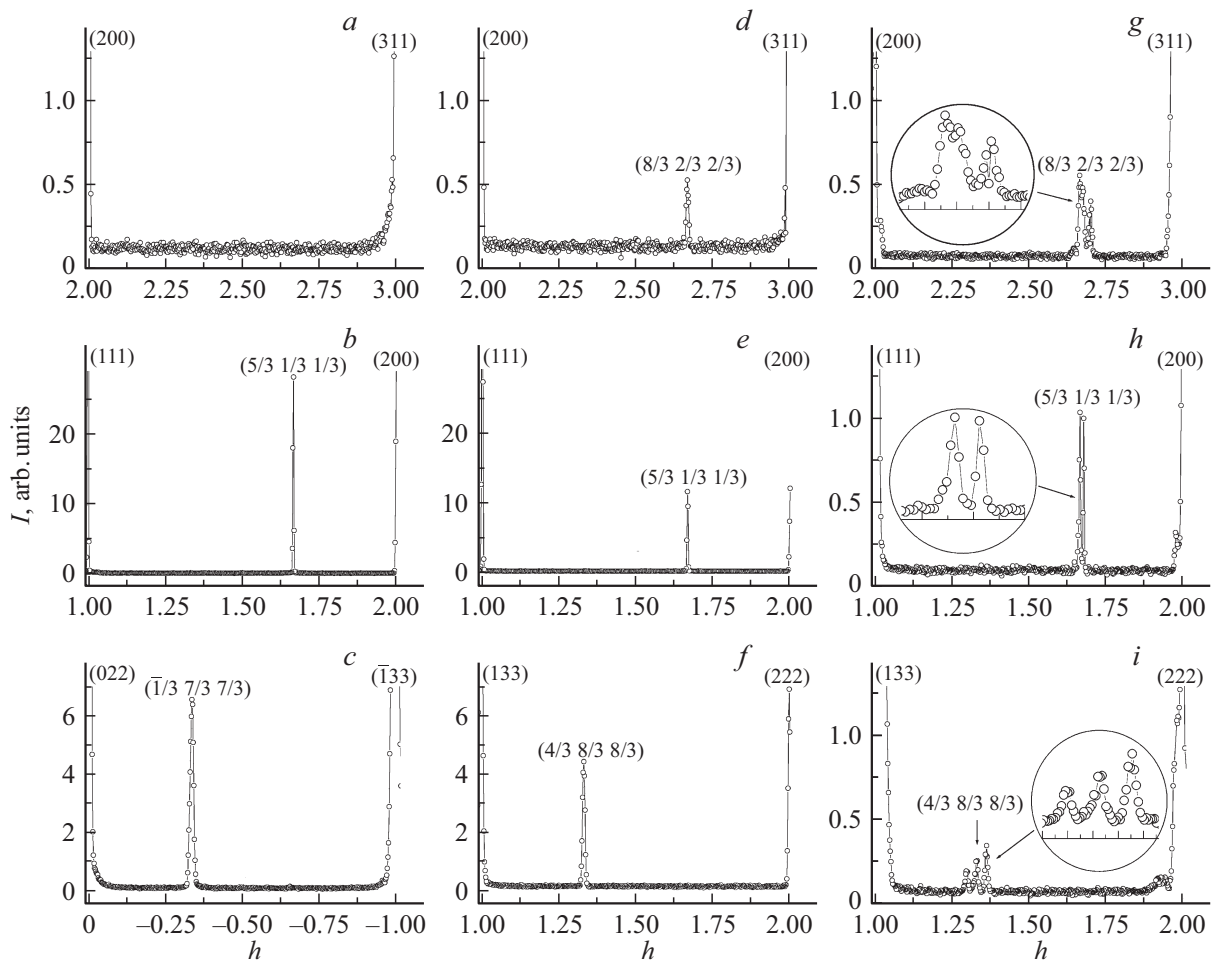 a d g
(200) (311) (200) (311) (200) (311)
1.0 1.0 1.0
(8/3 2/3 2/3) (8/3 2/3 2/3)
0.5 0.5 0.5
0 0 0
2.00 2.25 2.50 2.75 3.00 2.00 2.25 2.50 2.75 3.00 2.00 2.25 2.50 2.75 3.00
b e h
(111) (5/3 1/3 1/3) (200) (111) (200) (111) (200)
(5/3 1/3 1/3)
1.0
20 20
(5/3 1/3 1/3)
I, arb. units
10 10 0.5
0 0 0
1.00 1.25 1.50 1.75 2.00 1.00 1.25 1.50 1.75 2.00 1.00 1.25 1.50 1.75 2.00
c f i
(022) (1̅/3 7/3 7/3) (1̅33) (133) (222) (133) (222)
6 6 1.0
(4/3 8/3 8/3)
4 4
(4/3 8/3 8/3)
0.5
2 2
0 0 0
0 –0.25 –0.50 –0.75 –1.00 1.00 1.25 1.50 1.75 2.00 1.00 1.25 1.50 1.75 2.00
h h h